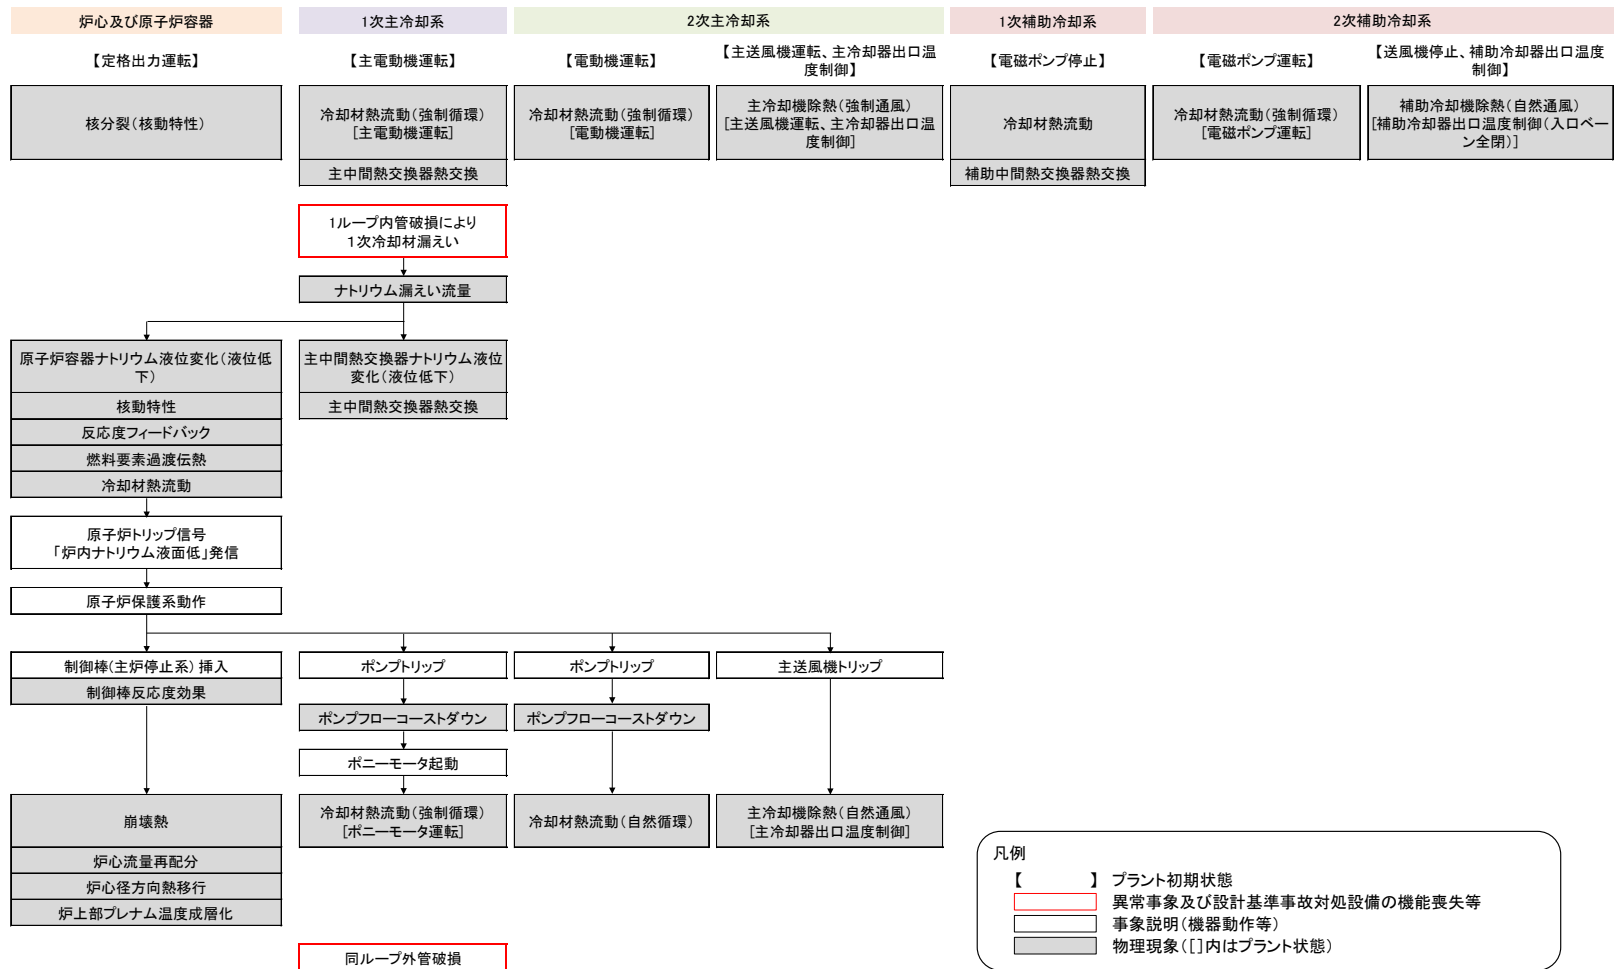 炉心及び原子炉容器
1次主冷却系
2次主冷却系
1次補助冷却系
2次補助冷却系
【定格出力運転】
【主電動機運転】
【電動機運転】
【主送風機運転、主冷却器出口温
度制御】
【電磁ポンプ停止】
【電磁ポンプ運転】
【送風機停止、補助冷却器出口温度
制御】
核分裂(核動特性)
冷却材熱流動(強制循環)
[主電動機運転]
冷却材熱流動(強制循環)
[電動機運転]
主冷却機除熱(強制通風)
[主送風機運転、主冷却器出口温
度制御]
冷却材熱流動
冷却材熱流動(強制循環)
[電磁ポンプ運転]
補助冷却機除熱(自然通風)
[補助冷却器出口温度制御(入口ベー
ン全閉)]
主中間熱交換器熱交換
補助中間熱交換器熱交換
1ループ内管破損により
1次冷却材漏えい
ナトリウム漏えい流量
原子炉容器ナトリウム液位変化(液位低
下)
主中間熱交換器ナトリウム液位
変化(液位低下)
核動特性
主中間熱交換器熱交換
反応度フィードバック
燃料要素過渡伝熱
冷却材熱流動
原子炉トリップ信号
「炉内ナトリウム液面低」発信
原子炉保護系動作
制御棒(主炉停止系)挿入
ポンプトリップ
ポンプトリップ
主送風機トリップ
制御棒反応度効果
ポンプフローコーストダウン
ポンプフローコーストダウン
ポニーモータ起動
崩壊熱
冷却材熱流動(強制循環)
[ポニーモータ運転]
冷却材熱流動(自然循環)
主冷却機除熱(自然通風)
[主冷却器出口温度制御]
炉心流量再配分
炉心径方向熱移行
炉上部プレナム温度成層化
同ループ外管破損
凡例
【 】 プラント初期状態
異常事象及び設計基準事故対処設備の機能喪失等
事象説明(機器動作等)
物理現象([]内はプラント状態)